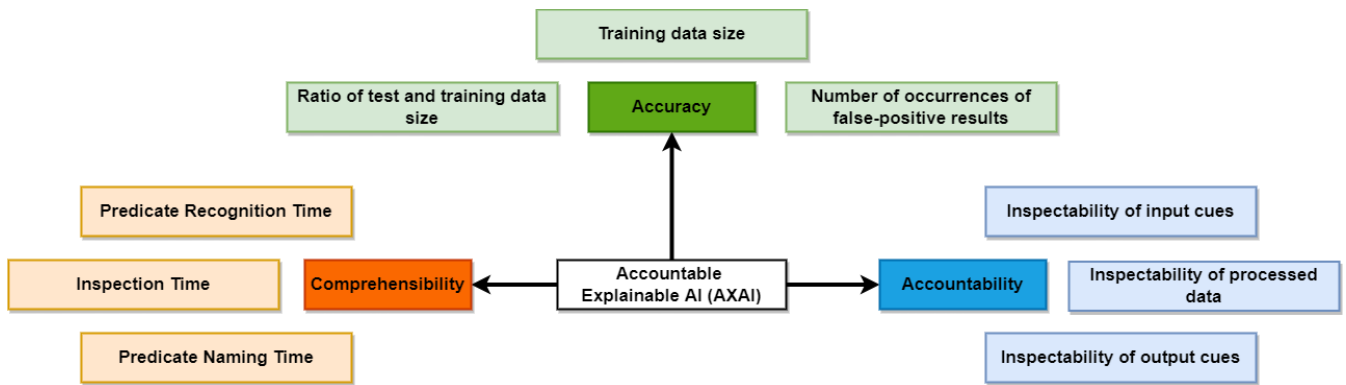 Training data size
Ratio of test and training data
size
Accuracy
Number of occurrences of
false-positive results
Predicate Recognition Time
Inspectability of input cues
Inspection Time
Comprehensibility
Accountable
Explainable AI (AXAI)
Accountability
Inspectability of processed
data
Predicate Naming Time
Inspectability of output cues